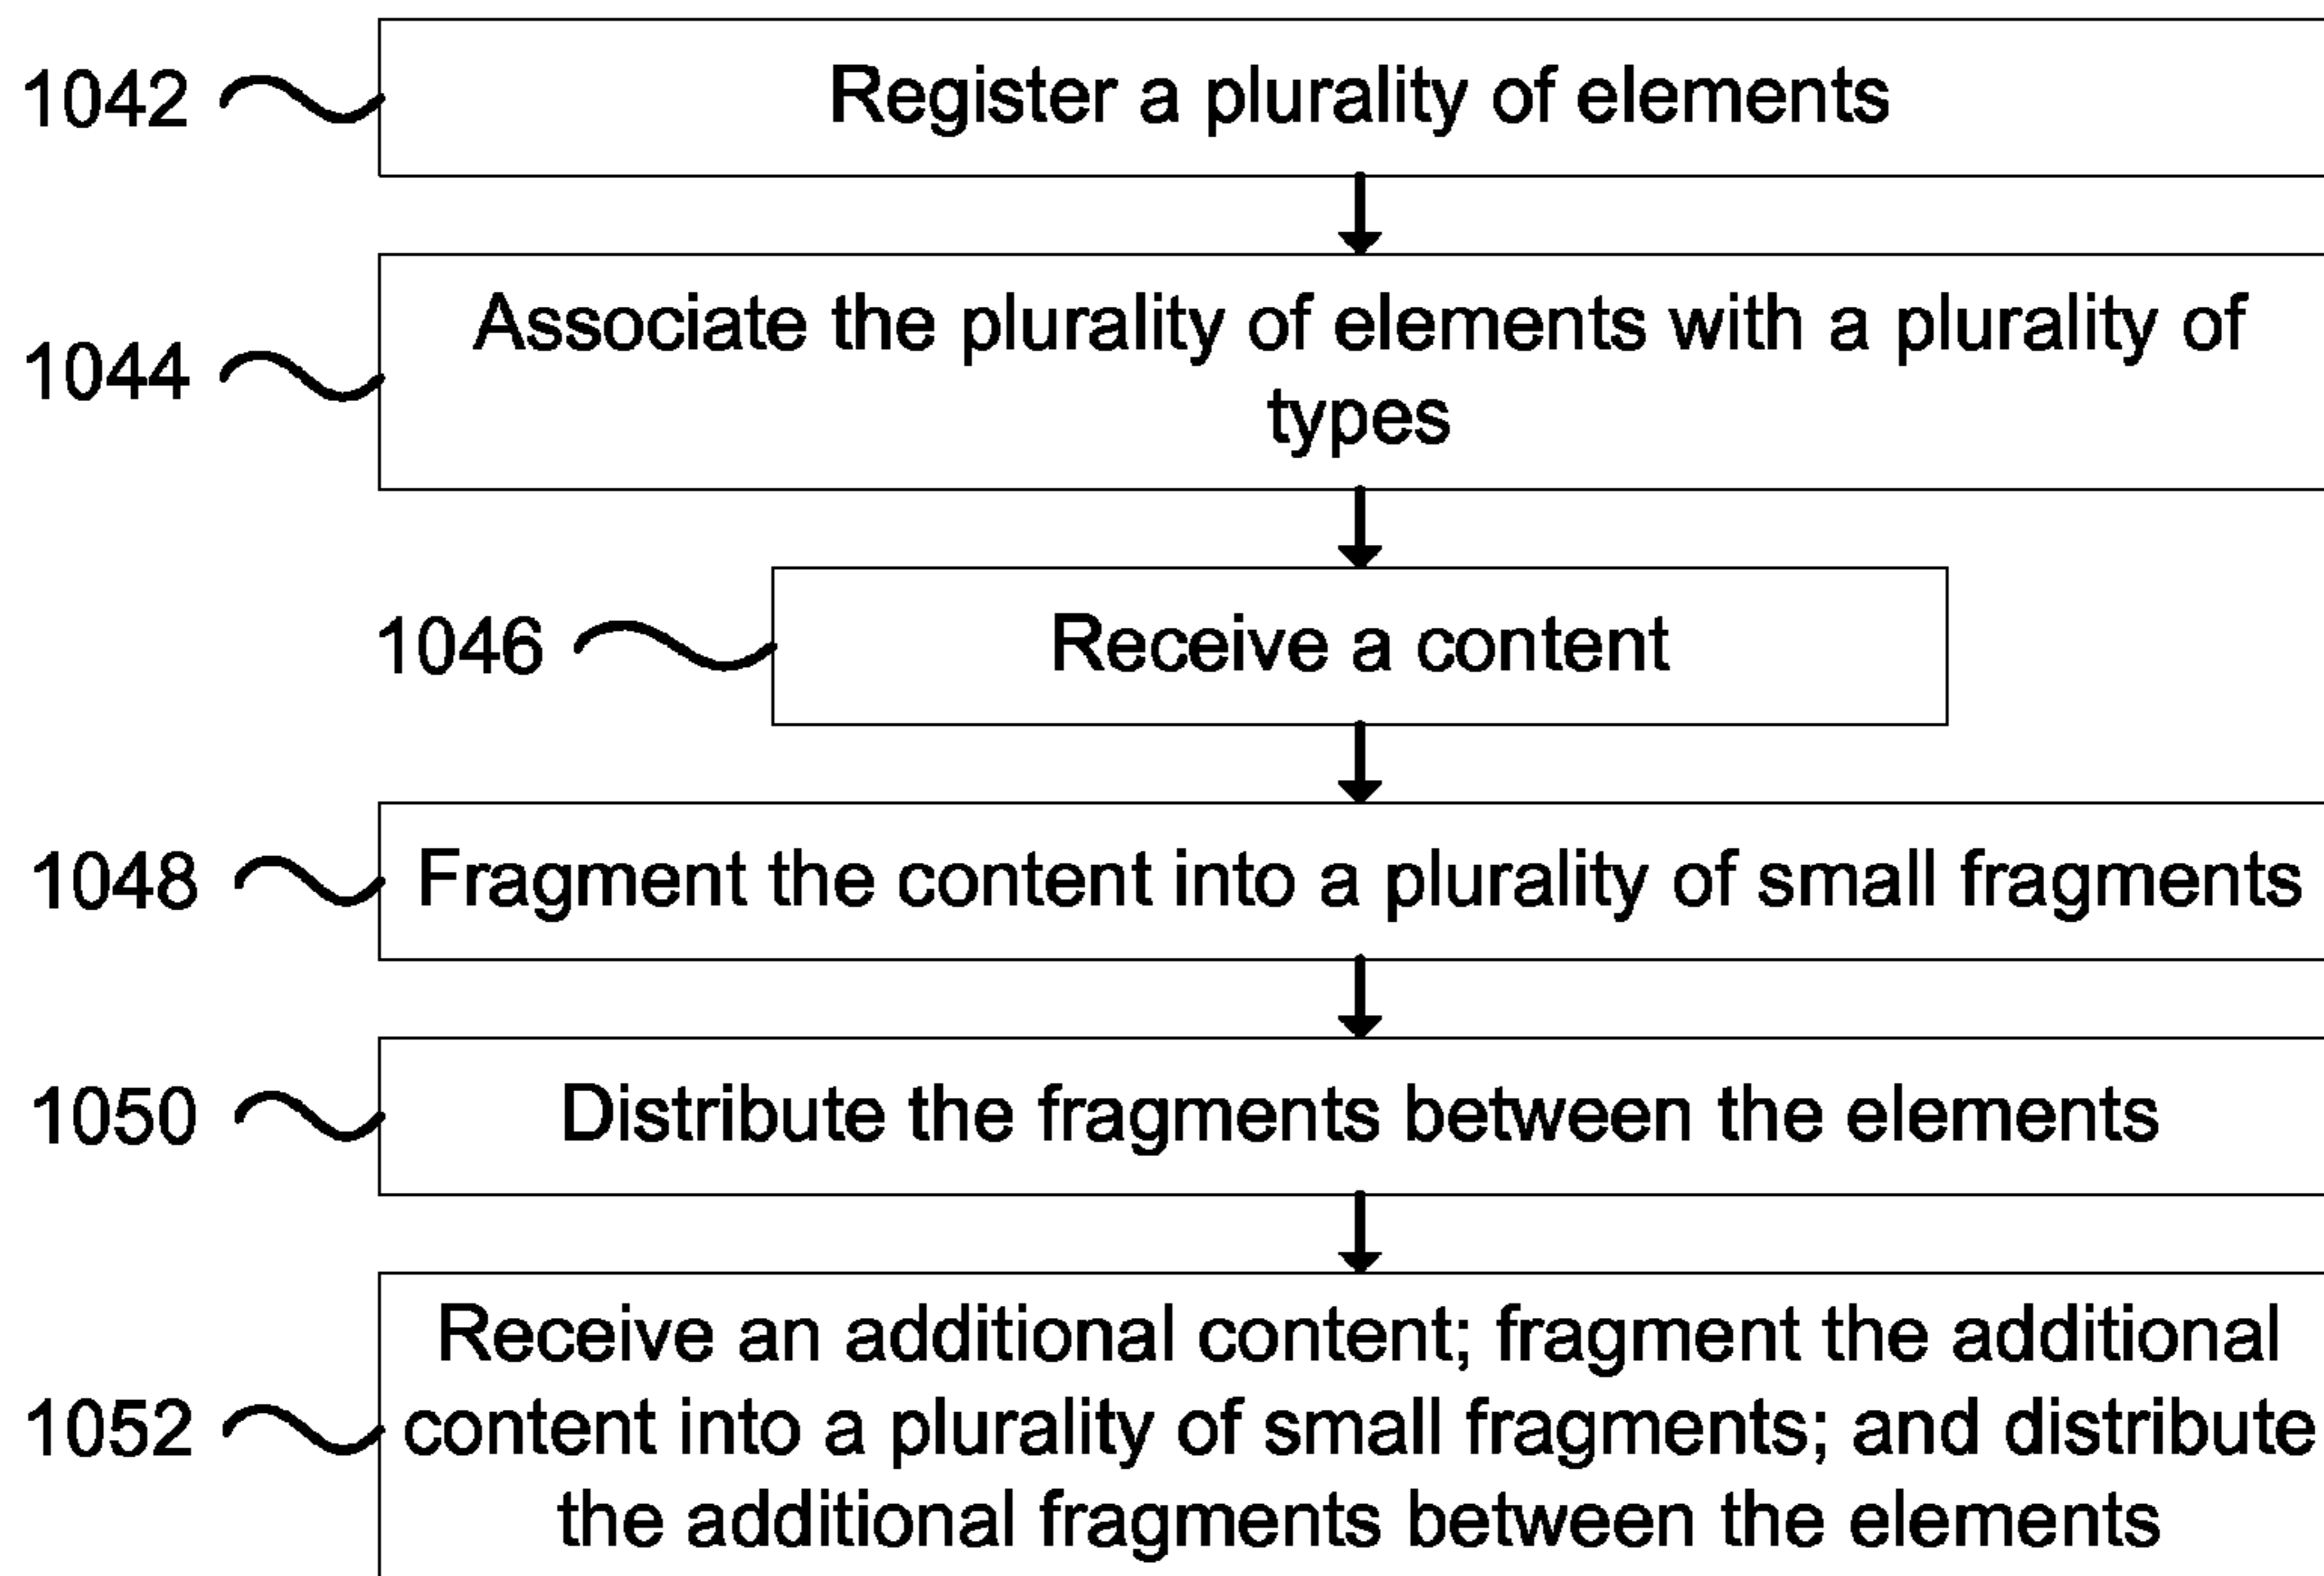 1042 Register a plurality of elements
1044 Associate the plurality of elements with a plurality of
types
1046 Receive a content
1048 Fragment the content into a plurality of small fragments
1050 Distribute the fragments between the elements
Receive an additional content; fragment the additional
1052 content into a plurality of small fragments; and distribute
the additional fragments between the elements